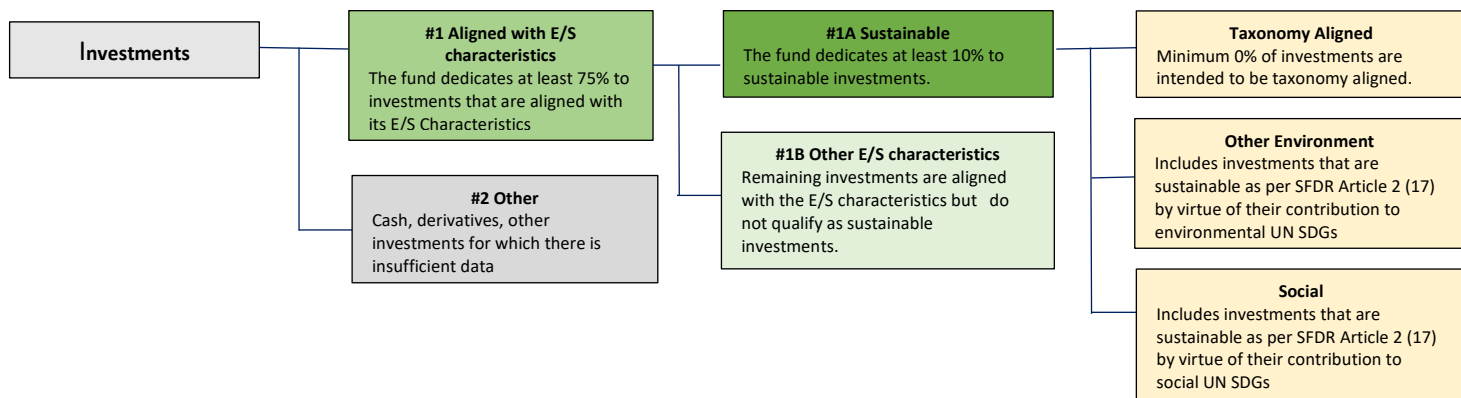 Investments
#1 Aligned with E/S
characteristics
The fund dedicates at least 75% to
investments that are aligned with
its E/S Characteristics
#2 Other
Cash, derivatives, other
investments for which there is
insufficient data
#1A Sustainable
The fund dedicates at least 10% to
sustainable investments.
#1B Other E/S characteristics
Remaining investments are aligned
with the E/S characteristics but do
not qualify as sustainable
investments.
Taxonomy Aligned
Minimum 0% of investments are
intended to be taxonomy aligned.
Other Environment
Includes investments that are
sustainable as per SFDR Article 2 (17)
by virtue of their contribution to
environmental UN SDGs
Social
Includes investments that are
sustainable as per SFDR Article 2 (17)
by virtue of their contribution to
social UN SDGs